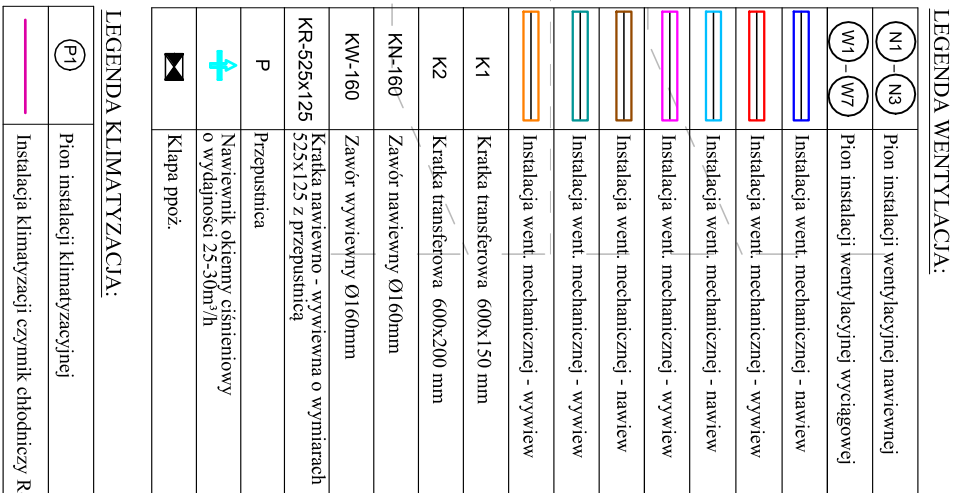 LEGENDA WENTYLACJA:
N1 - N3 Pion instalacji wentylacyjnej nawiewnej
W1 - W7 Pion instalacji wentylacyjnej wyciągowej
Instalacja went. mechanicznej - nawiew
Instalacja went. mechanicznej - wywiew
Instalacja went. mechanicznej - nawiew
Instalacja went. mechanicznej - wywiew
Instalacja went. mechanicznej - nawiew
Instalacja went. mechanicznej - wywiew
Instalacja went. mechanicznej - wywiew
K1 Kratka transferowa 600x150 mm
K2 Kratka transferowa 600x200 mm
KN-160 Zawór nawiewny Ø160mm
KW-160 Zawór wywiewny Ø160mm
KR-525x125 Kratka nawiewno - wywiewna o wymiarach
525x125 z przepustnicą
P Przepustnica
Nawiewnik okienny ciśnieniowy
o wydajności 25-30m³/h
Klapa ppoż.
LEGENDA KLIMATYZACJA:
P1 Pion instalacji klimatyzacyjnej
Instalacja klimatyzacji czynnik chłodniczy R